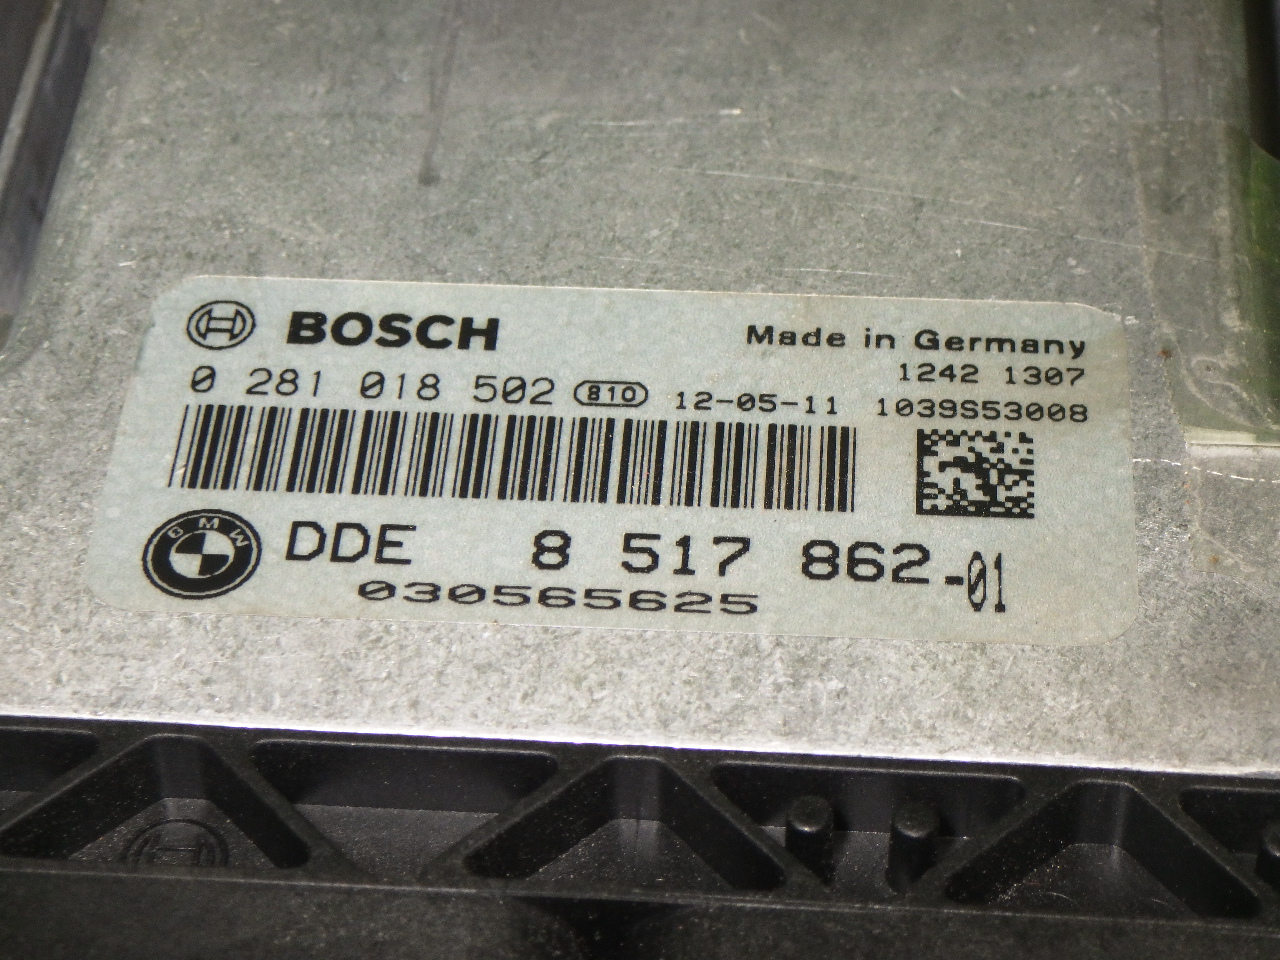 BOSCH
Made in Germany
1242 1307
0 281 018 502 810 12-05-11 1039S53008
BMW DDE 8 517 862-01
030565625